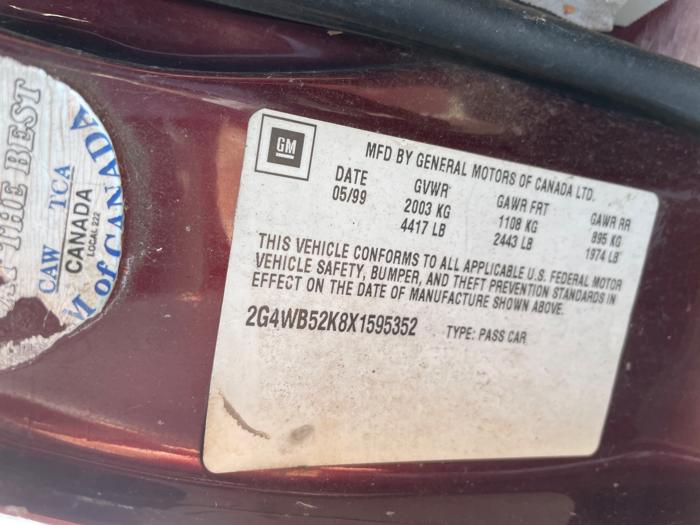 AT THE BEST
CAW TCA
CANADA
LOCAL 222
M of CANADA
GM
MFD BY GENERAL MOTORS OF CANADA LTD.
DATE GVWR GAWR FRT GAWR RR
05/99 2003 KG 1108 KG 895 KG
4417 LB 2443 LB 1974 LB
THIS VEHICLE CONFORMS TO ALL APPLICABLE U.S. FEDERAL MOTOR
VEHICLE SAFETY, BUMPER, AND THEFT PREVENTION STANDARDS IN
EFFECT ON THE DATE OF MANUFACTURE SHOWN ABOVE.
2G4WB52K8X1595352 TYPE: PASS CAR